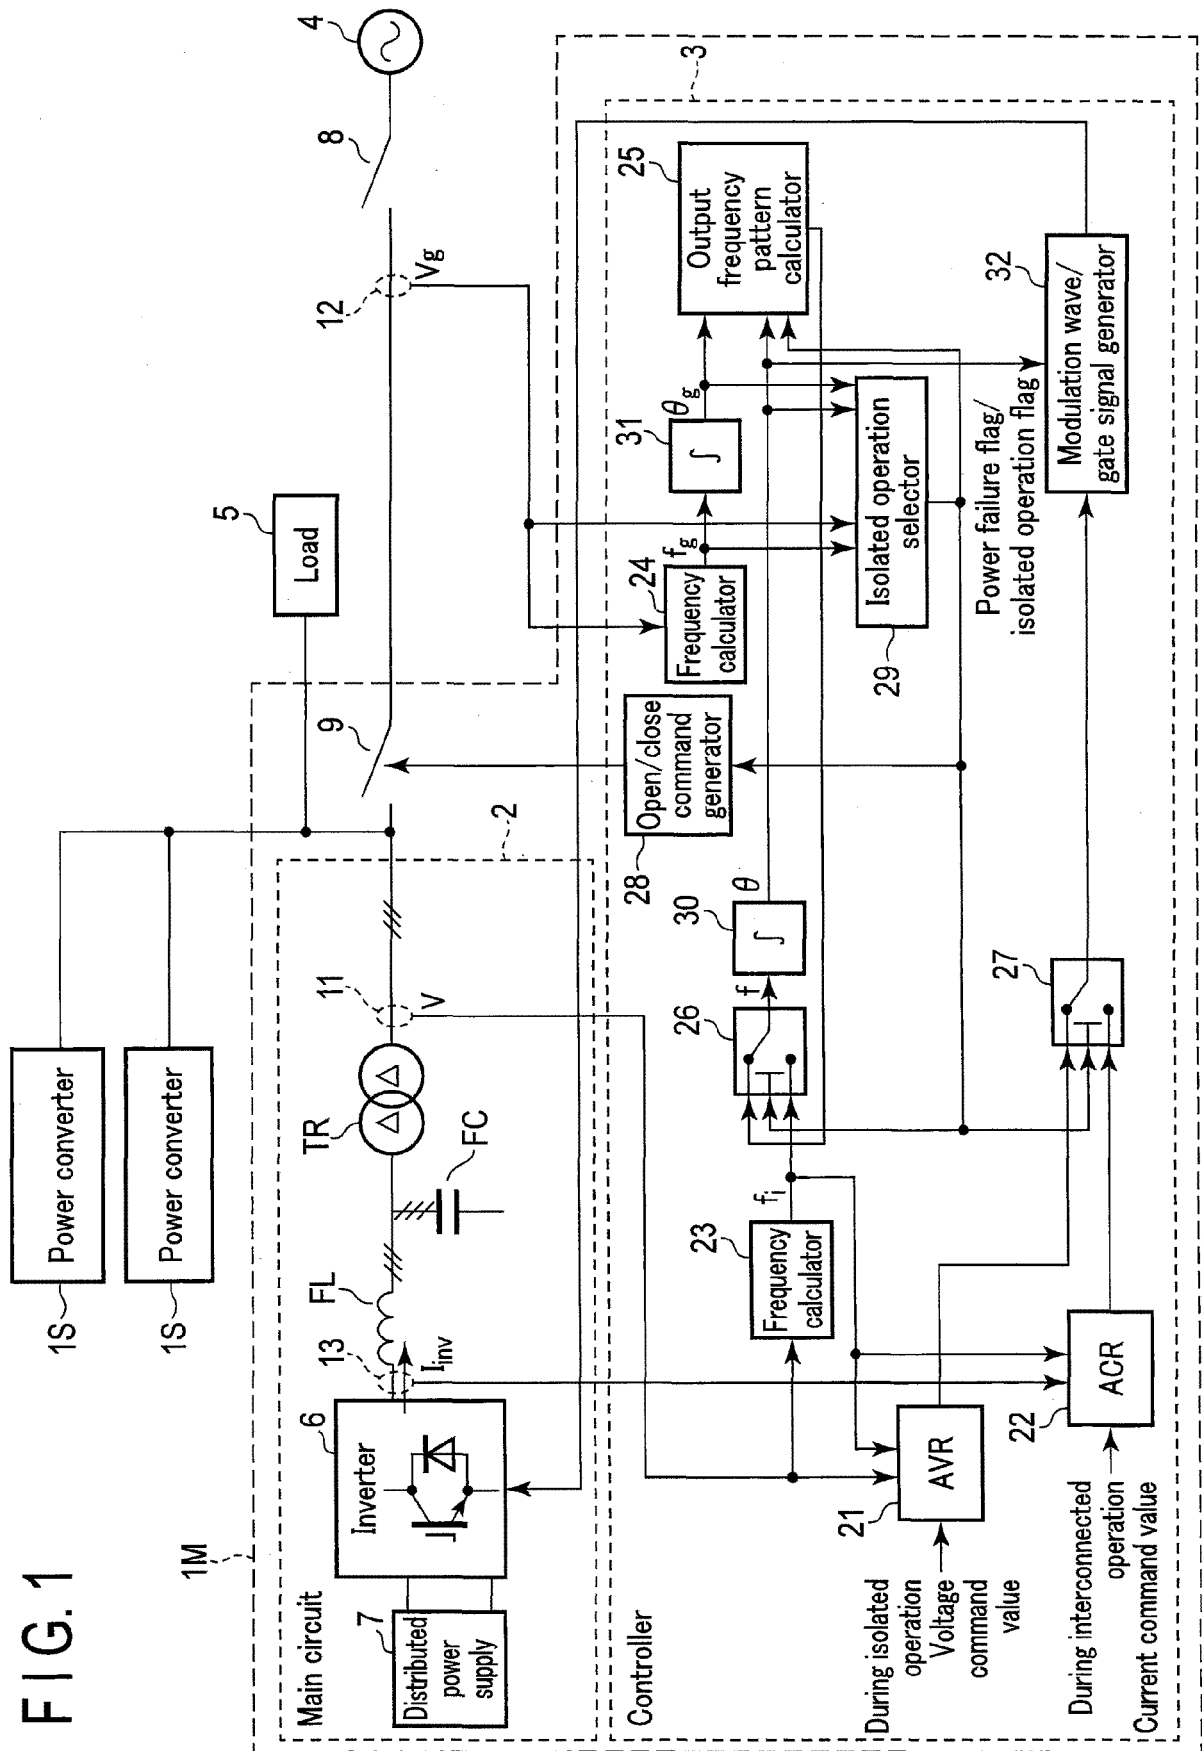 FIG. 1
1S
Power converter
1S
Power converter
1M
5
Load
4
8
12
Vg
9
2
Main circuit
7
Distributed
power
supply
6
Inverter
13
Iinv
FL
FC
TR
11
V
3
Controller
28
Open/close
command
generator
24
Frequency
calculator
fg
31
∫
θg
25
Output
frequency
pattern
calculator
23
Frequency
calculator
fi
26
f
30
∫
θ
29
Isolated operation
selector
Power failure flag/
isolated operation flag
32
Modulation wave/
gate signal generator
27
21
AVR
During isolated
operation
Voltage
command
value
22
ACR
During interconnected
operation
Current command value